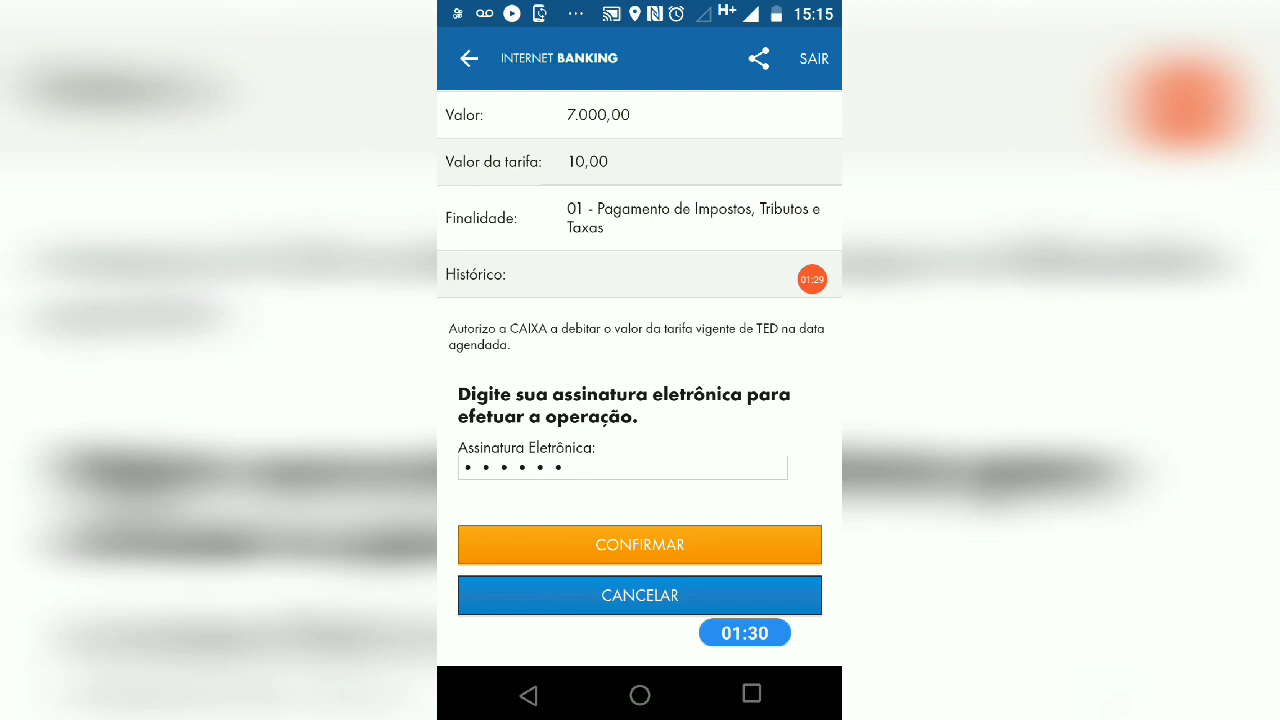 H+ 15:15
INTERNET BANKING SAIR
Valor: 7.000,00
Valor da tarifa: 10,00
Finalidade: 01 - Pagamento de Impostos, Tributos e
Taxas
Histórico: 01:29
Autorizo a CAIXA a debitar o valor da tarifa vigente de TED na data
agendada.
Digite sua assinatura eletrônica para
efetuar a operação.
Assinatura Eletrônica:
CONFIRMAR
CANCELAR
01:30